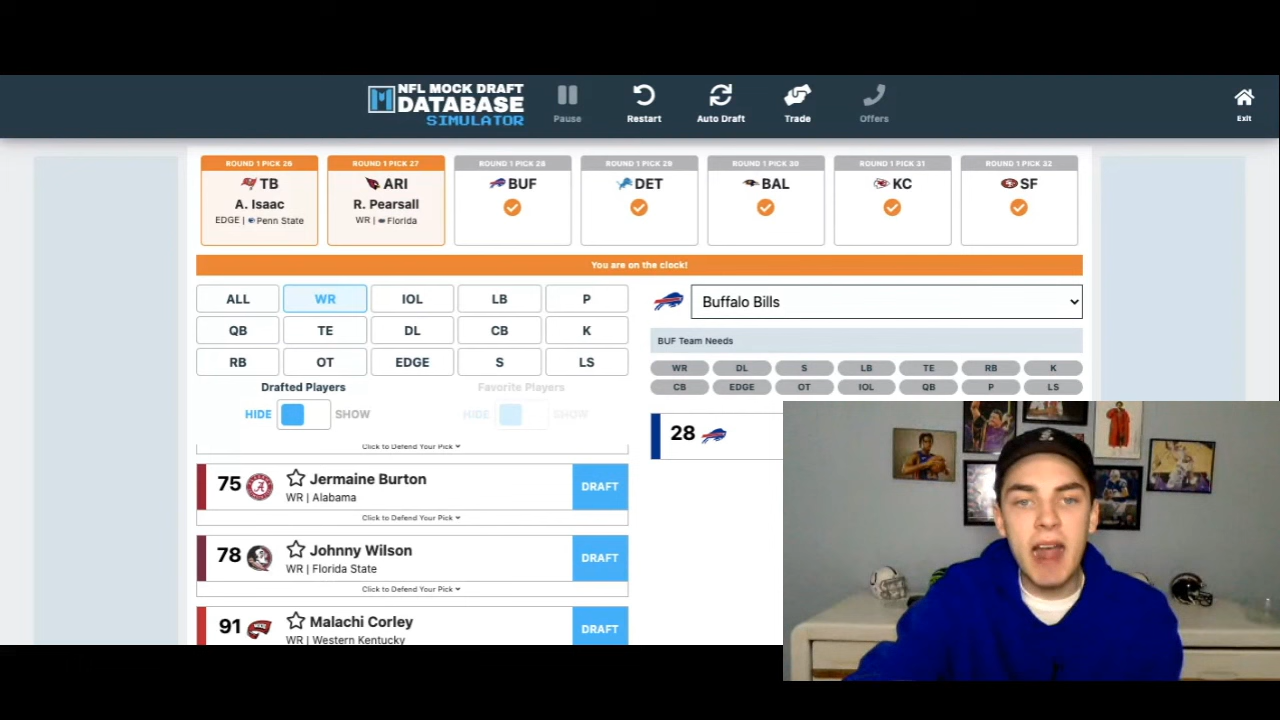 NFL MOCK DRAFT
DATABASE
SIMULATOR
Pause
Restart
Auto Draft
Trade
Offers
Exit
ROUND 1 PICK 26
TB
A. Isaac
EDGE | Penn State
ROUND 1 PICK 27
ARI
R. Pearsall
WR | Florida
ROUND 1 PICK 28
BUF
ROUND 1 PICK 29
DET
ROUND 1 PICK 30
BAL
ROUND 1 PICK 31
KC
ROUND 1 PICK 32
SF
You are on the clock!
ALL WR IOL LB P
QB TE DL CB K
RB OT EDGE S LS
Drafted Players
HIDE SHOW
Favorite Players
HIDE SHOW
Click to Defend Your Pick
75 Jermaine Burton
WR | Alabama
DRAFT
Click to Defend Your Pick
78 Johnny Wilson
WR | Florida State
DRAFT
Click to Defend Your Pick
91 Malachi Corley
WR | Western Kentucky
DRAFT
Buffalo Bills
BUF Team Needs
WR DL S LB TE RB K
CB EDGE OT IOL QB P LS
28